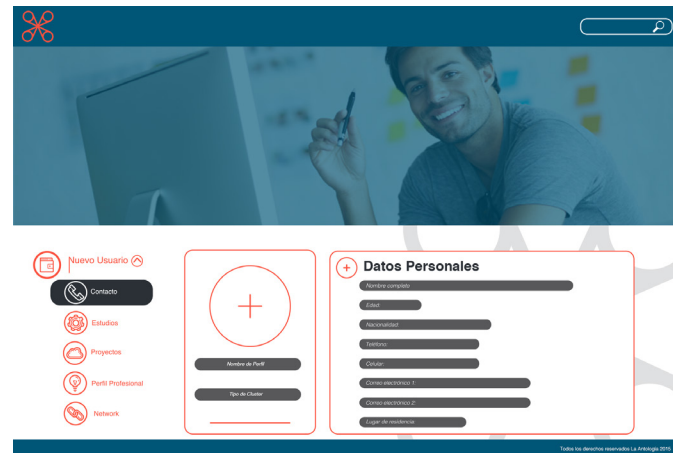 Nuevo Usuario
Contacto
Estudios
Proyectos
Perfil Profesional
Network
Nombre de Perfil
Tipo de Cluster
Datos Personales
Nombre completo:
Edad:
Nacionalidad:
Teléfono:
Celular:
Correo electrónico 1:
Correo electrónico 2:
Lugar de residencia:
Todos los derechos reservados La Antología 2015